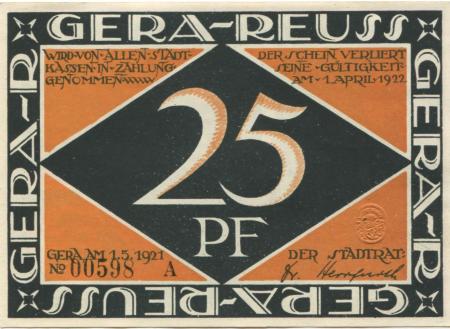 GERA-REUSS
GERA-R
GERA-R
WIRD VON ALLEN STADT-
KASSEN IN ZAHLUNG
GENOMMEN
DER SCHEIN VERLIERT
SEINE GÜLTIGKEIT
AM 1. APRIL 1922
25
PF
GERA AM 1.5.1921
No 00598 A
DER STADTRAT:
GERA-REUSS